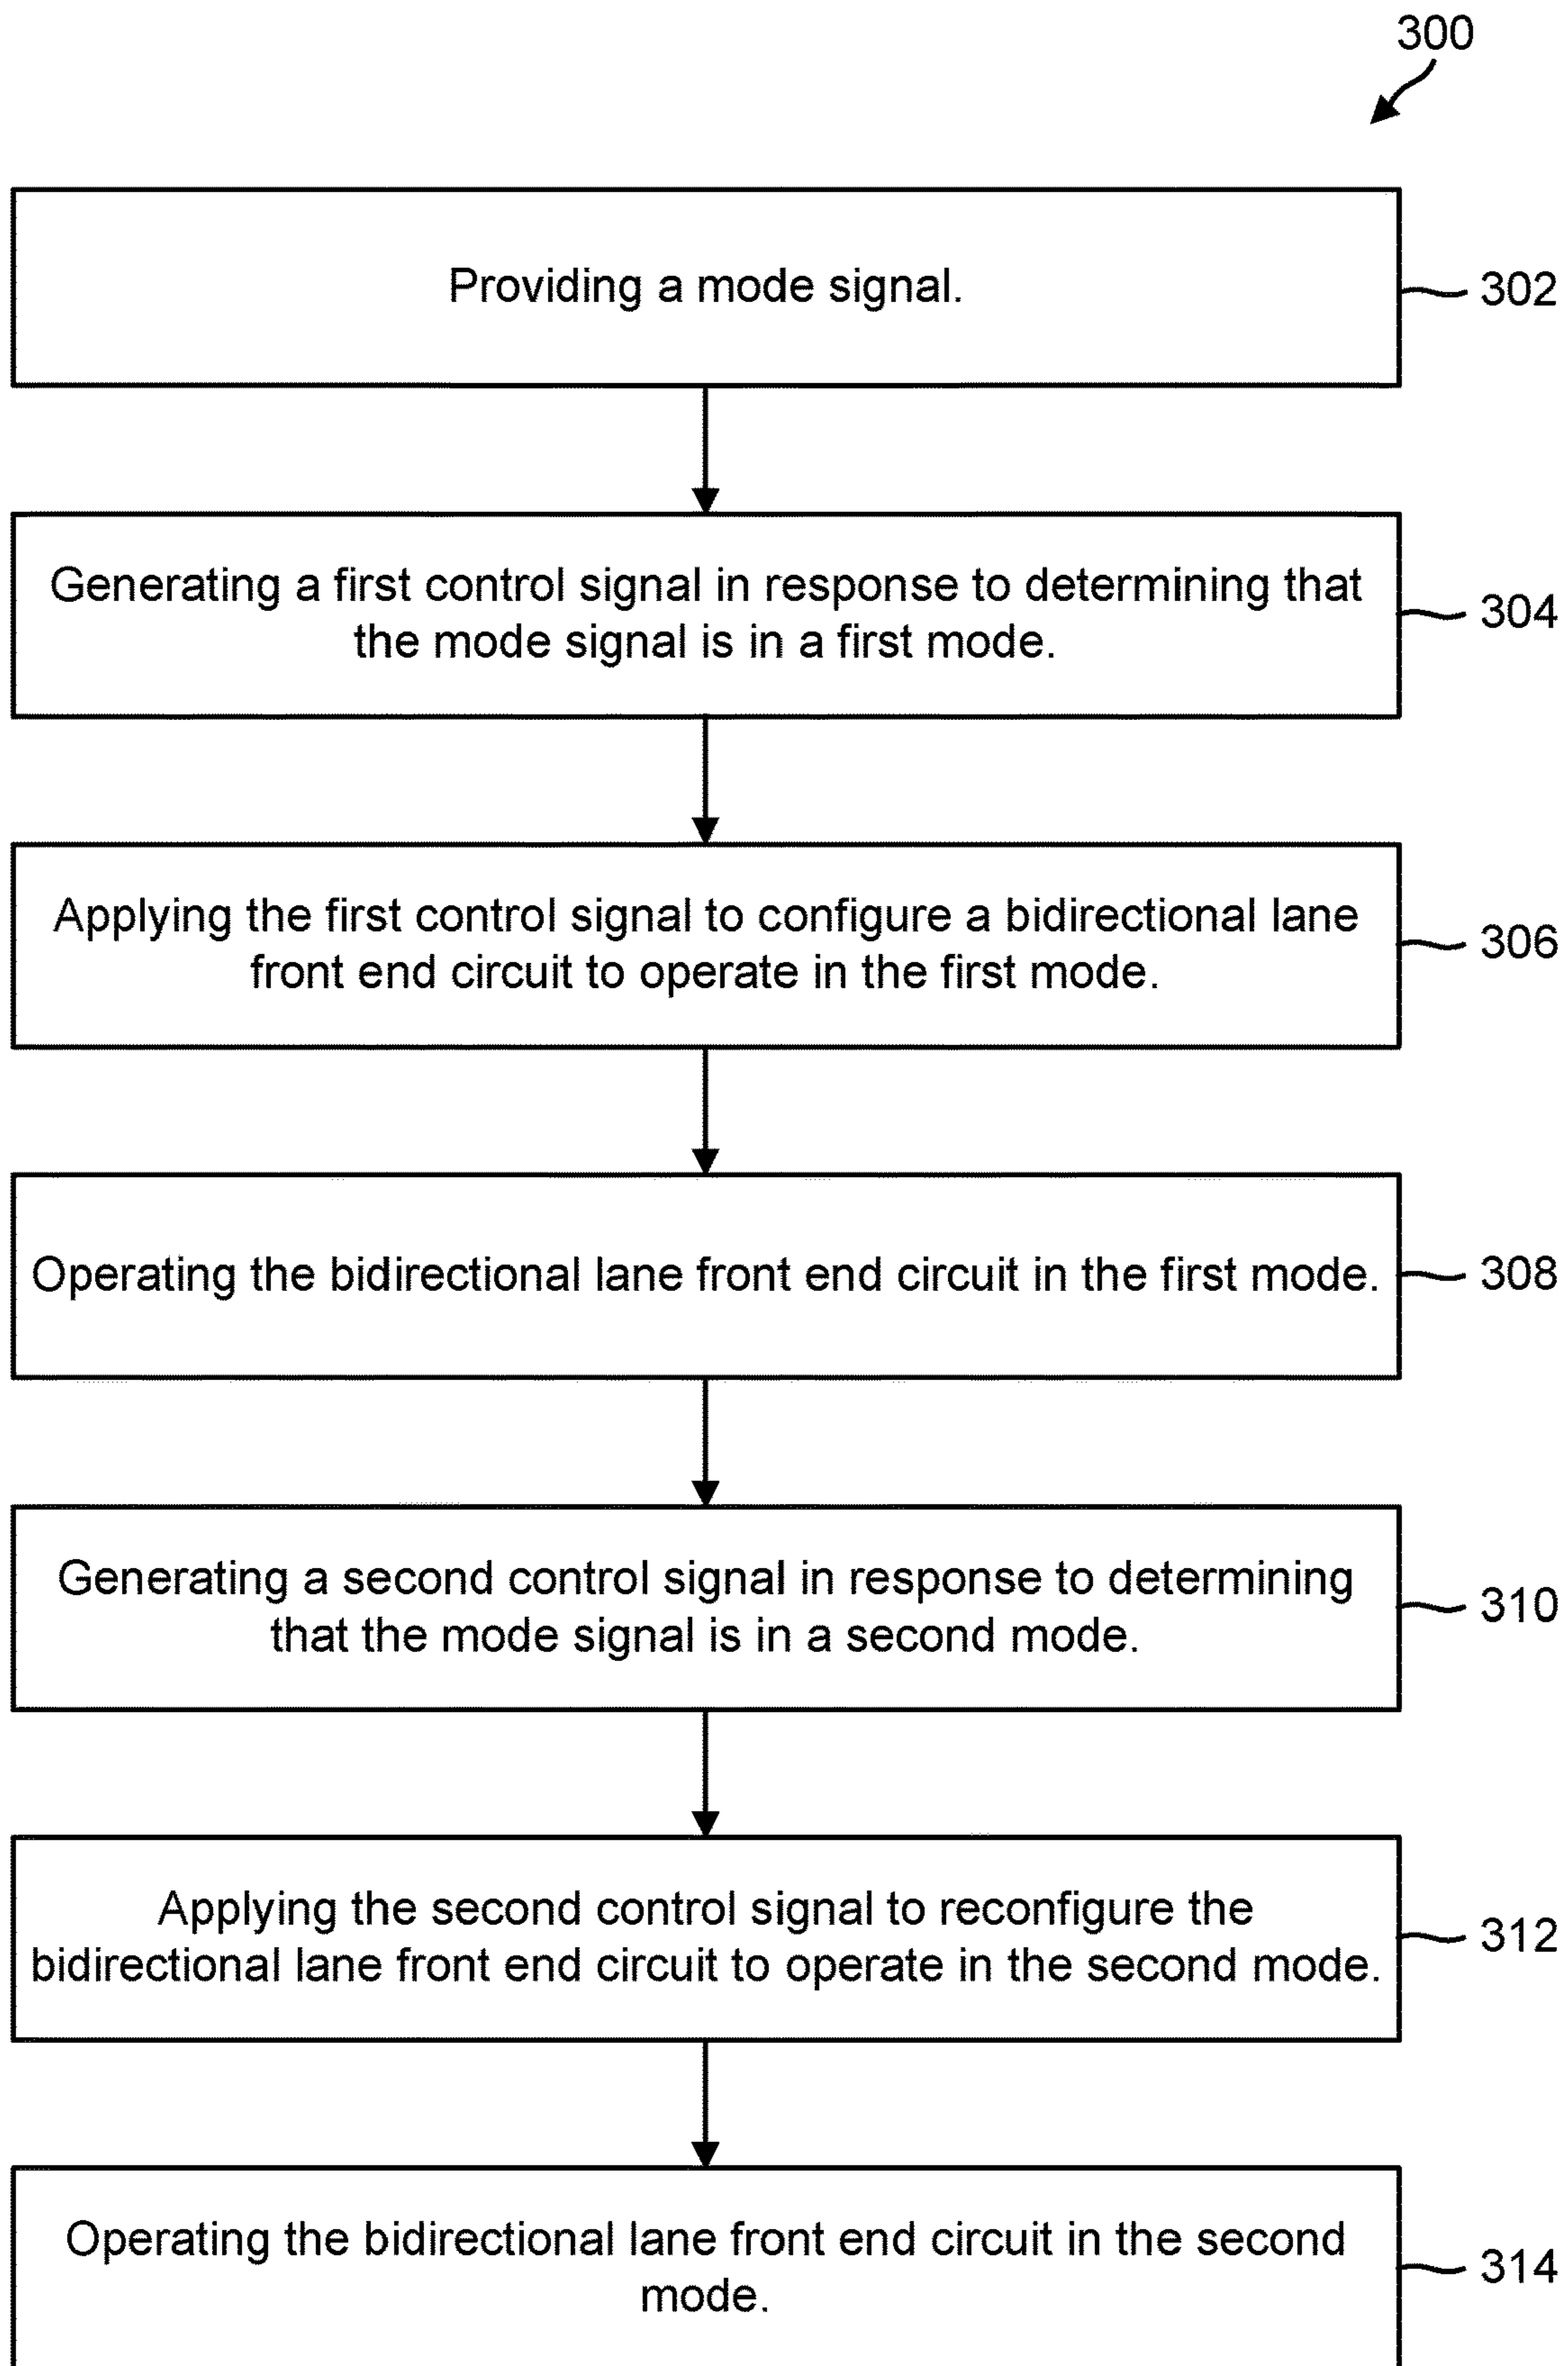 300
Providing a mode signal.
302
Generating a first control signal in response to determining that
the mode signal is in a first mode.
304
Applying the first control signal to configure a bidirectional lane
front end circuit to operate in the first mode.
306
Operating the bidirectional lane front end circuit in the first mode.
308
Generating a second control signal in response to determining
that the mode signal is in a second mode.
310
Applying the second control signal to reconfigure the
bidirectional lane front end circuit to operate in the second mode.
312
Operating the bidirectional lane front end circuit in the second
mode.
314